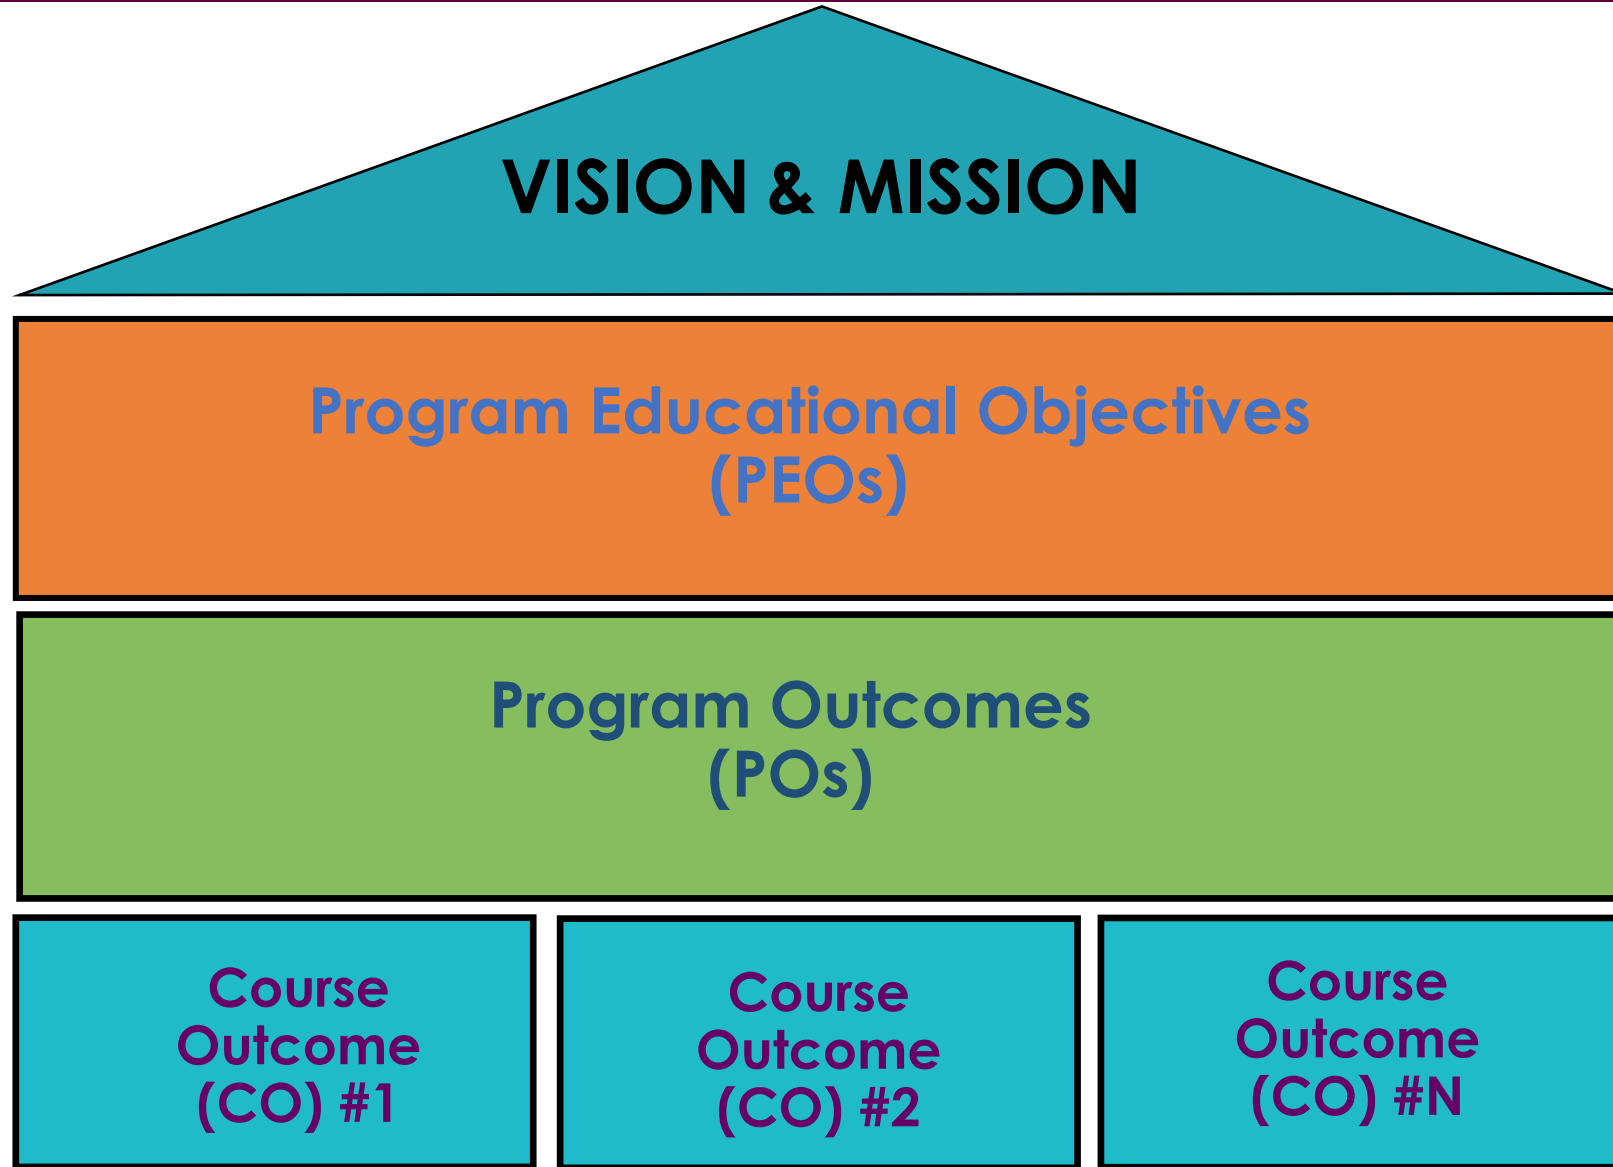 VISION & MISSION
Program Educational Objectives
(PEOs)
Program Outcomes
(POs)
Course
Outcome
(CO) #1
Course
Outcome
(CO) #2
Course
Outcome
(CO) #N